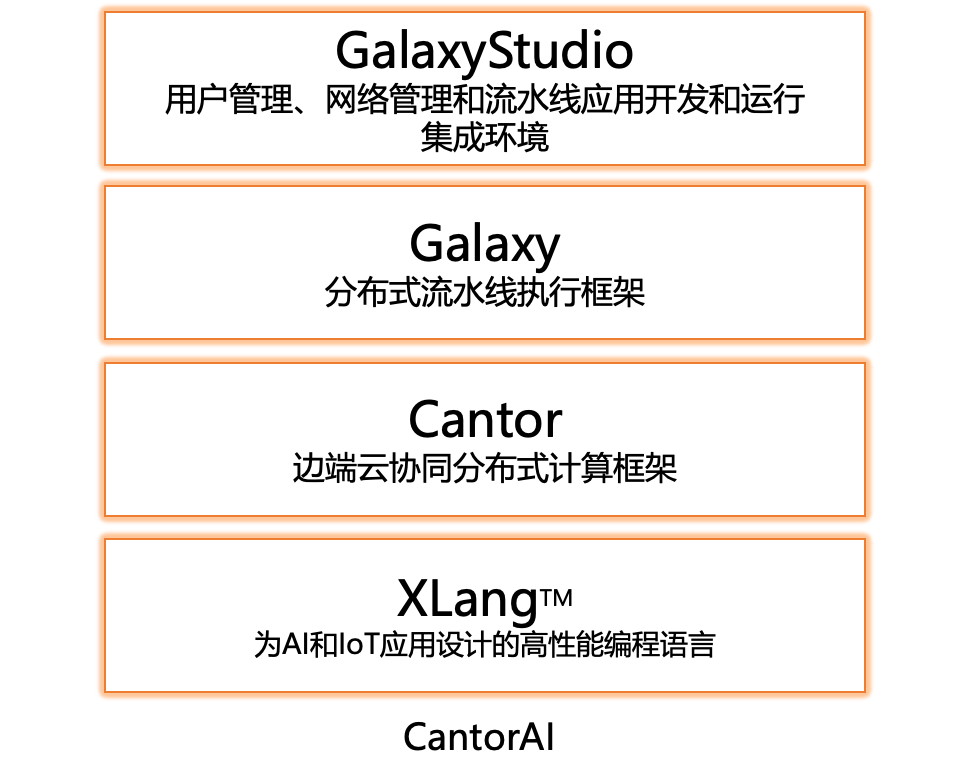 GalaxyStudio
用户管理、网络管理和流水线应用开发和运行
集成环境
Galaxy
分布式流水线执行框架
Cantor
边端云协同分布式计算框架
XLang™
为AI和IoT应用设计的高性能编程语言
CantorAI